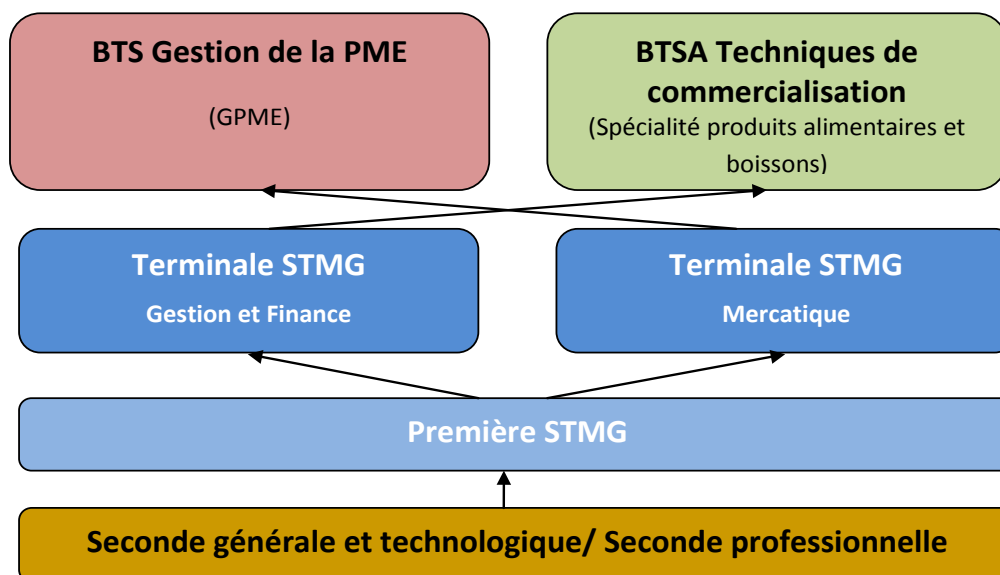 BTS Gestion de la PME
(GPME)
BTSA Techniques de
commercialisation
(Spécialité produits alimentaires et
boissons)
Terminale STMG
Gestion et Finance
Terminale STMG
Mercatique
Première STMG
Seconde générale et technologique/ Seconde professionnelle